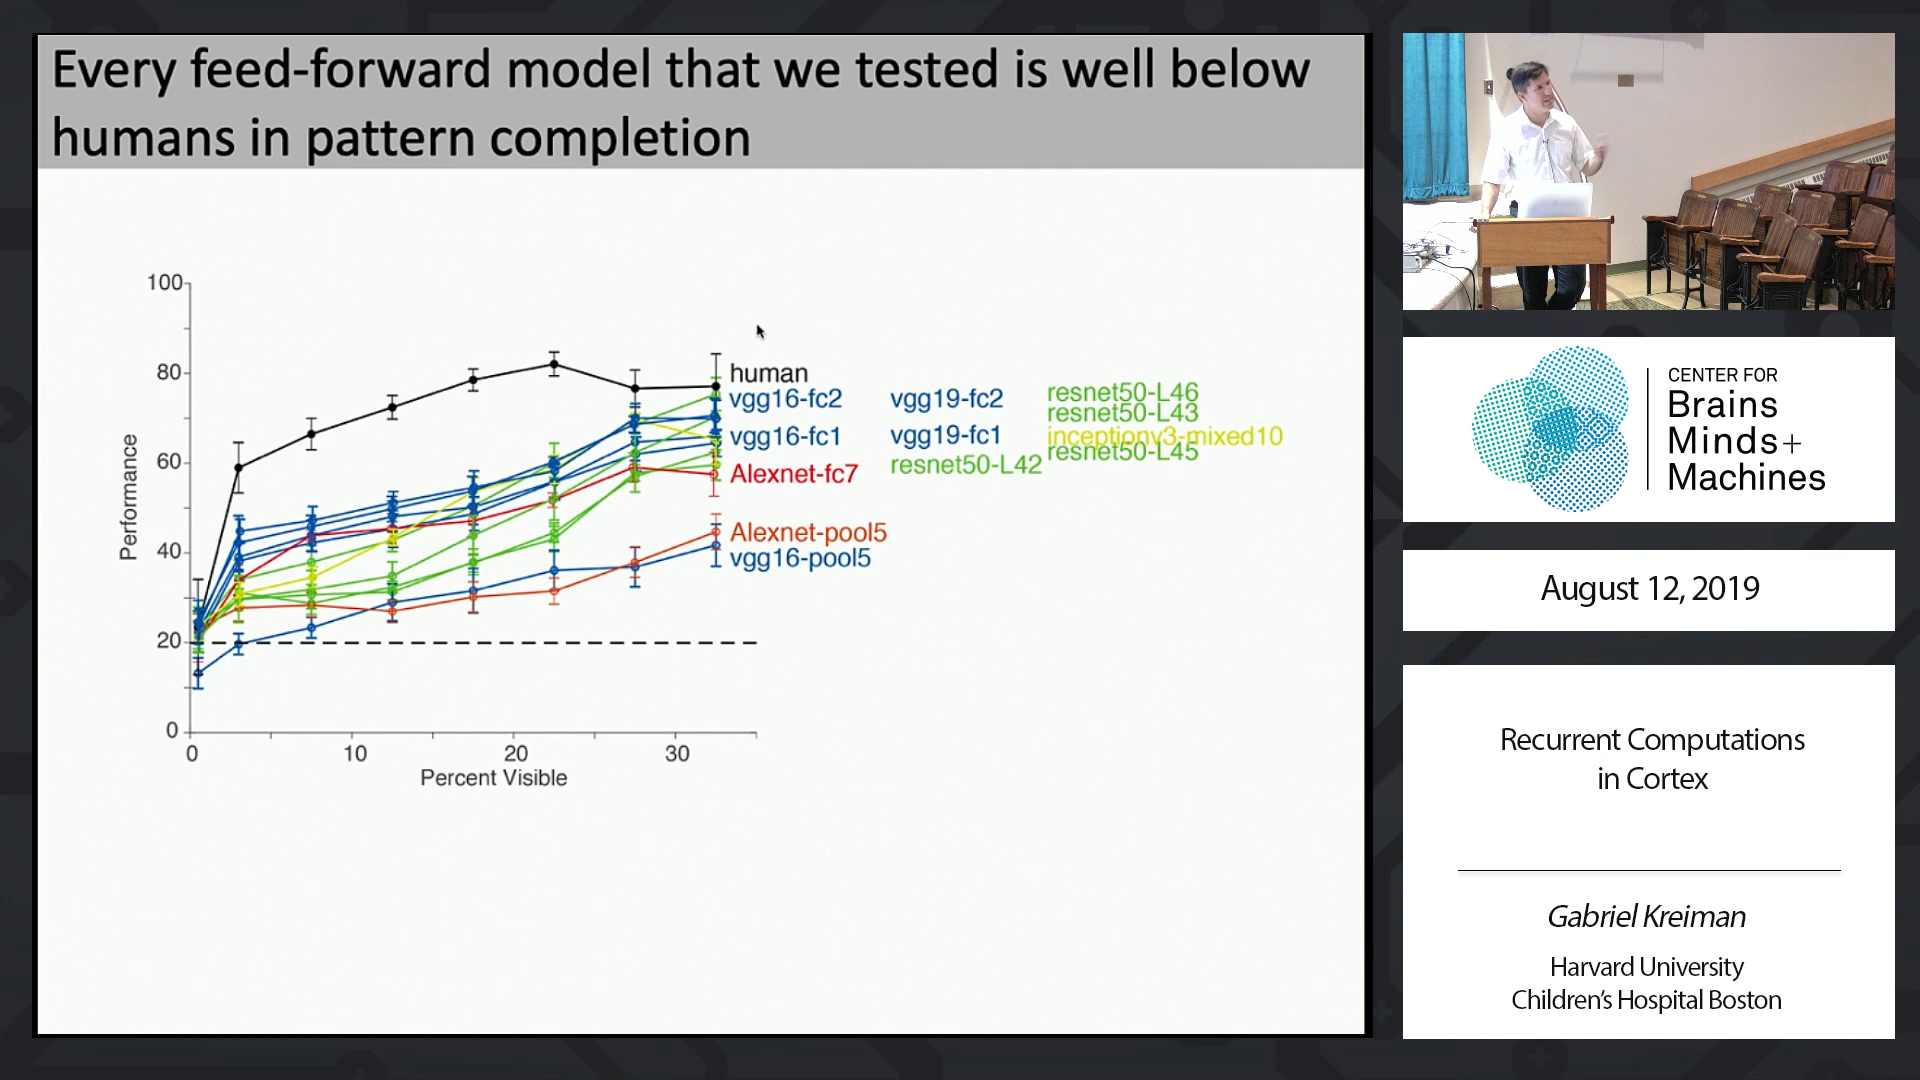 Every feed-forward model that we tested is well below
humans in pattern completion
100
80
60
40
20
0
Performance
0 10 20 30
Percent Visible
human
vgg16-fc2
vgg16-fc1
Alexnet-fc7
Alexnet-pool5
vgg16-pool5
vgg19-fc2
vgg19-fc1
resnet50-L42
resnet50-L46
resnet50-L43
inceptionv3-mixed10
resnet50-L45
CENTER FOR
Brains
Minds+
Machines
August 12, 2019
Recurrent Computations
in Cortex
Gabriel Kreiman
Harvard University
Children's Hospital Boston